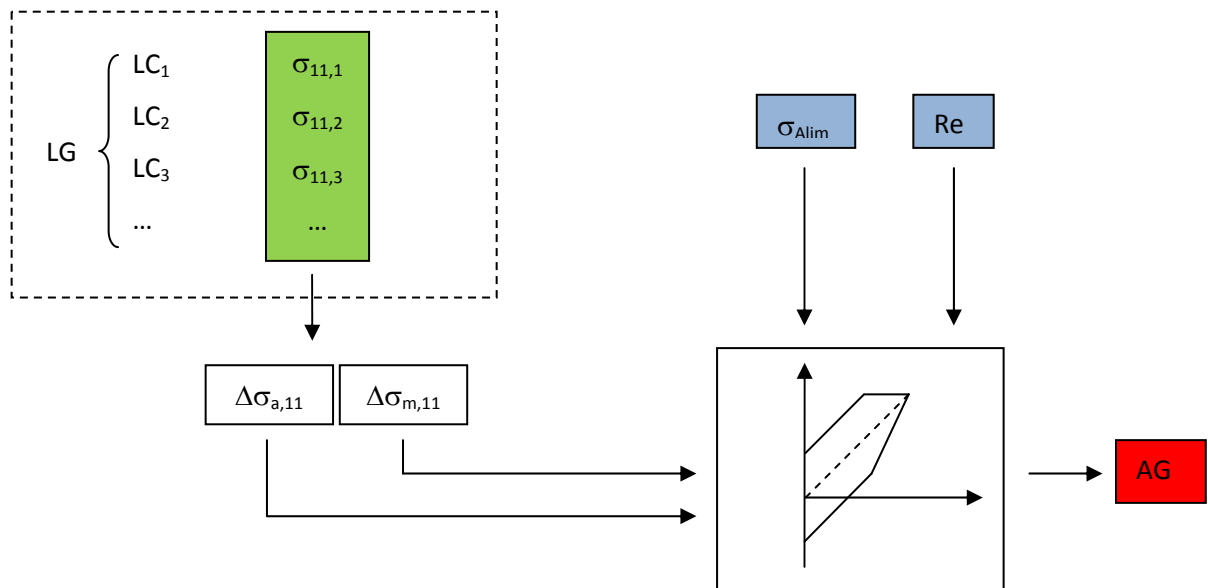 LC₁ σ₁₁,₁
LC₂ σ₁₁,₂
LG
LC₃ σ₁₁,₃
... ...
σAlim Re
Δσa,11 Δσm,11
AG